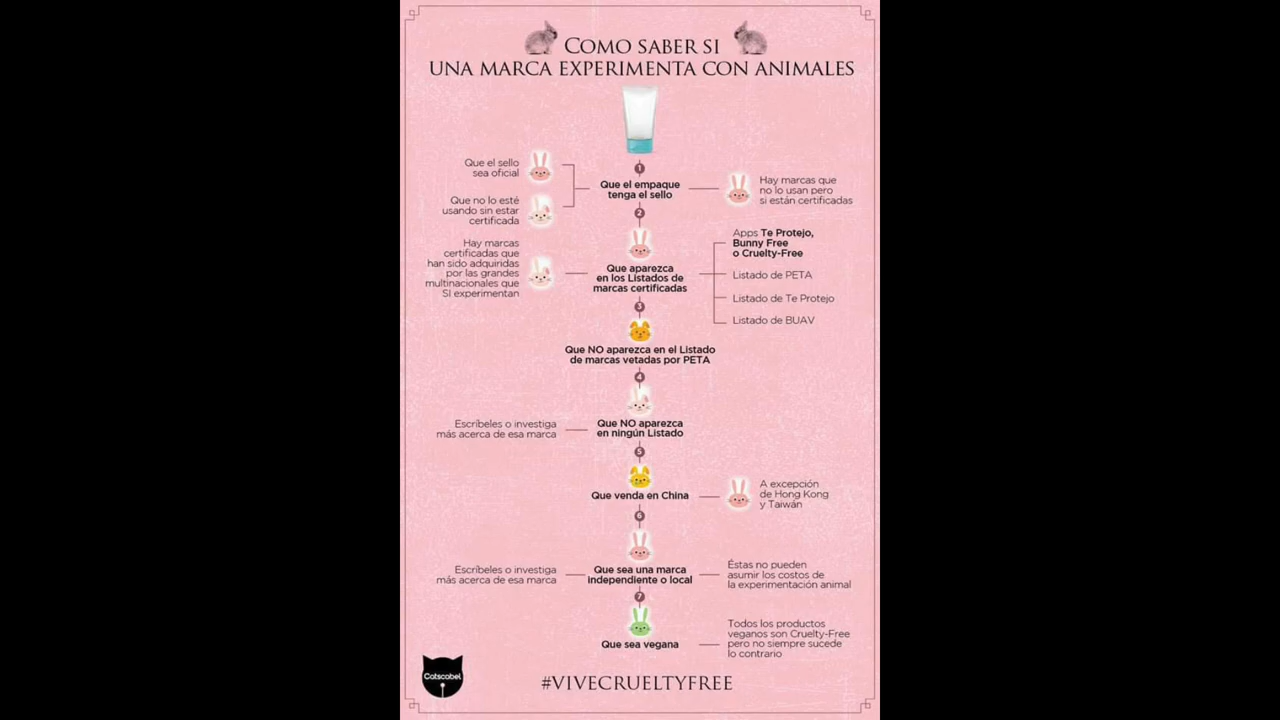 COMO SABER SI
UNA MARCA EXPERIMENTA CON ANIMALES
Que el sello
sea oficial
Que no lo esté
usando sin estar
certificada
1
Que el empaque
tenga el sello
Hay marcas que
no lo usan pero
si están certificadas
2
Hay marcas
certificadas que
han sido adquiridas
por las grandes
multinacionales que
SI experimentan
Que aparezca
en los Listados de
marcas certificadas
Apps Te Protejo,
Bunny Free
o Cruelty-Free
Listado de PETA
Listado de Te Protejo
Listado de BUAV
3
Que NO aparezca en el Listado
de marcas vetadas por PETA
4
Escríbeles o investiga
más acerca de esa marca
Que NO aparezca
en ningún Listado
5
Que venda en China
A excepción
de Hong Kong
y Taiwán
6
Escríbeles o investiga
más acerca de esa marca
Que sea una marca
independiente o local
Éstas no pueden
asumir los costos de
la experimentación animal
7
Que sea vegana
Todos los productos
veganos son Cruelty-Free
pero no siempre sucede
lo contrario
Catscabel
#VIVECRUELTYFREE